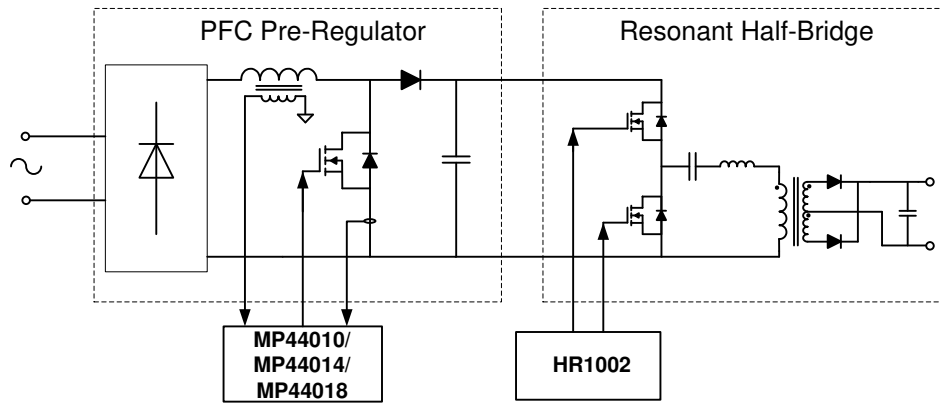 PFC Pre-Regulator
Resonant Half-Bridge
MP44010/
MP44014/
MP44018
HR1002